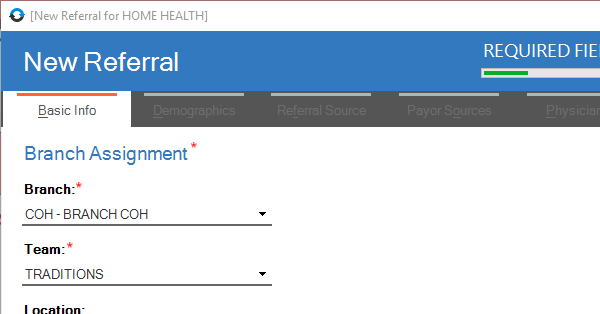 [New Referral for HOME HEALTH]
New Referral
REQUIRED
Basic Info
Demographics
Referral Source
Payor Sources
Physician
Branch Assignment *
Branch:*
COH - BRANCH COH
Team:*
TRADITIONS
Location: